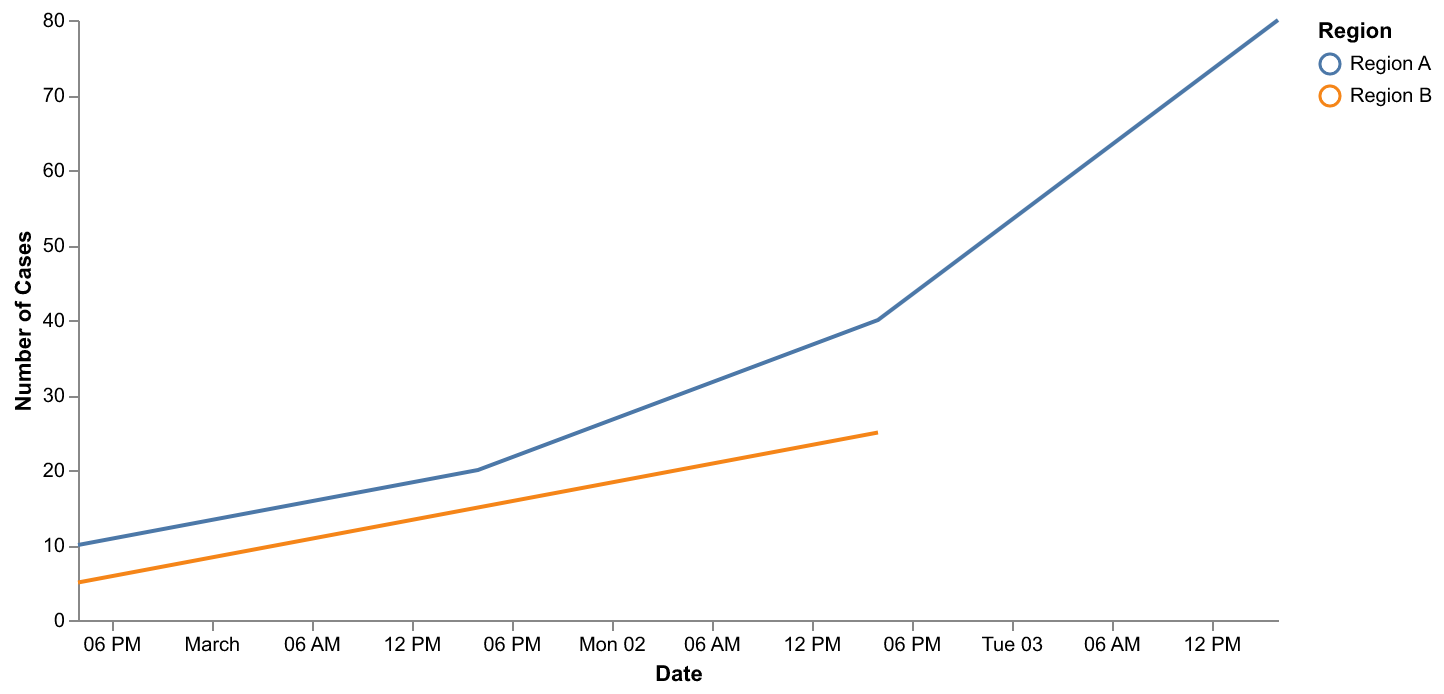 80
70
60
50
40
30
20
10
0
Number of Cases
06 PM March 06 AM 12 PM 06 PM Mon 02 06 AM 12 PM 06 PM Tue 03 06 AM 12 PM
Date
Region
Region A
Region B